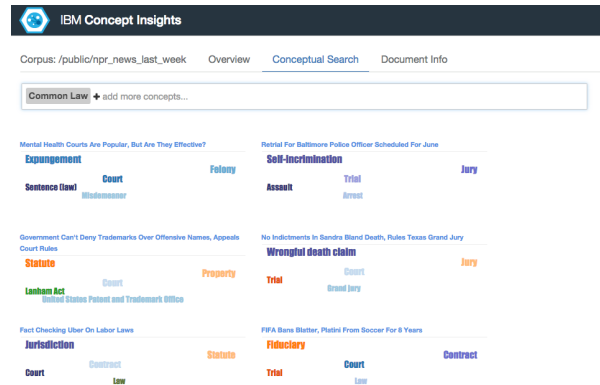 IBM Concept Insights
Corpus: /public/npr_news_last_week Overview Conceptual Search Document Info
Common Law + add more concepts...
Mental Health Courts Are Popular, But Are They Effective?
Expungement
Felony
Court
Sentence (law)
Misdemeanor
Retrial For Baltimore Police Officer Scheduled For June
Self-incrimination
Jury
Trial
Assault
Arrest
Government Can't Deny Trademarks Over Offensive Names, Appeals
Court Rules
Statute
Property
Court
Lanham Act
United States Patent and Trademark Office
No Indictments In Sandra Bland Death, Rules Texas Grand Jury
Wrongful death claim
Jury
Court
Trial
Grand jury
Fact Checking Uber On Labor Laws
Jurisdiction
Statute
Contract
Court
Law
FIFA Bans Blatter, Platini From Soccer For 8 Years
Fiduciary
Contract
Court
Trial
Law